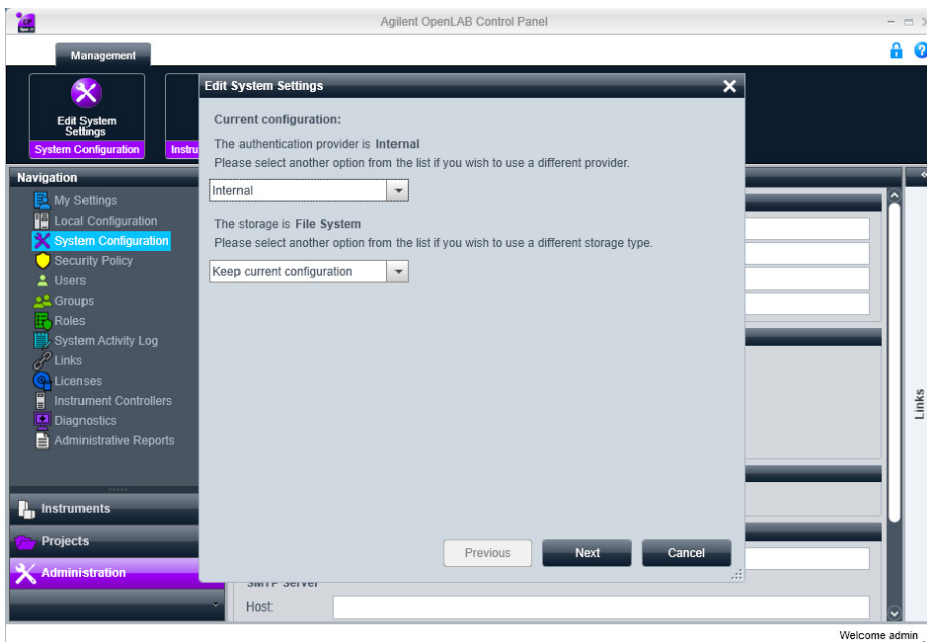 Agilent OpenLAB Control Panel
Management
Edit System
Settings
System Configuration
Instru
Edit System Settings
Current configuration:
The authentication provider is Internal
Please select another option from the list if you wish to use a different provider.
Internal
The storage is File System
Please select another option from the list if you wish to use a different storage type.
Keep current configuration
Previous
Next
Cancel
Navigation
My Settings
Local Configuration
System Configuration
Security Policy
Users
Groups
Roles
System Activity Log
Links
Licenses
Instrument Controllers
Diagnostics
Administrative Reports
Instruments
Projects
Administration
SMTP Server
Host:
Links
Welcome admin